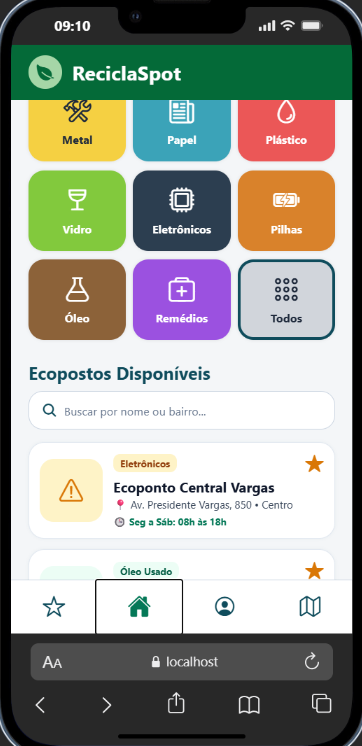 09:10
ReciclaSpot
Metal
Papel
Plástico
Vidro
Eletrônicos
Pilhas
Óleo
Remédios
Todos
Ecopostos Disponíveis
Buscar por nome ou bairro...
Eletrônicos
Ecoponto Central Vargas
Av. Presidente Vargas, 850 • Centro
Seg a Sáb: 08h às 18h
Óleo Usado
AA
localhost